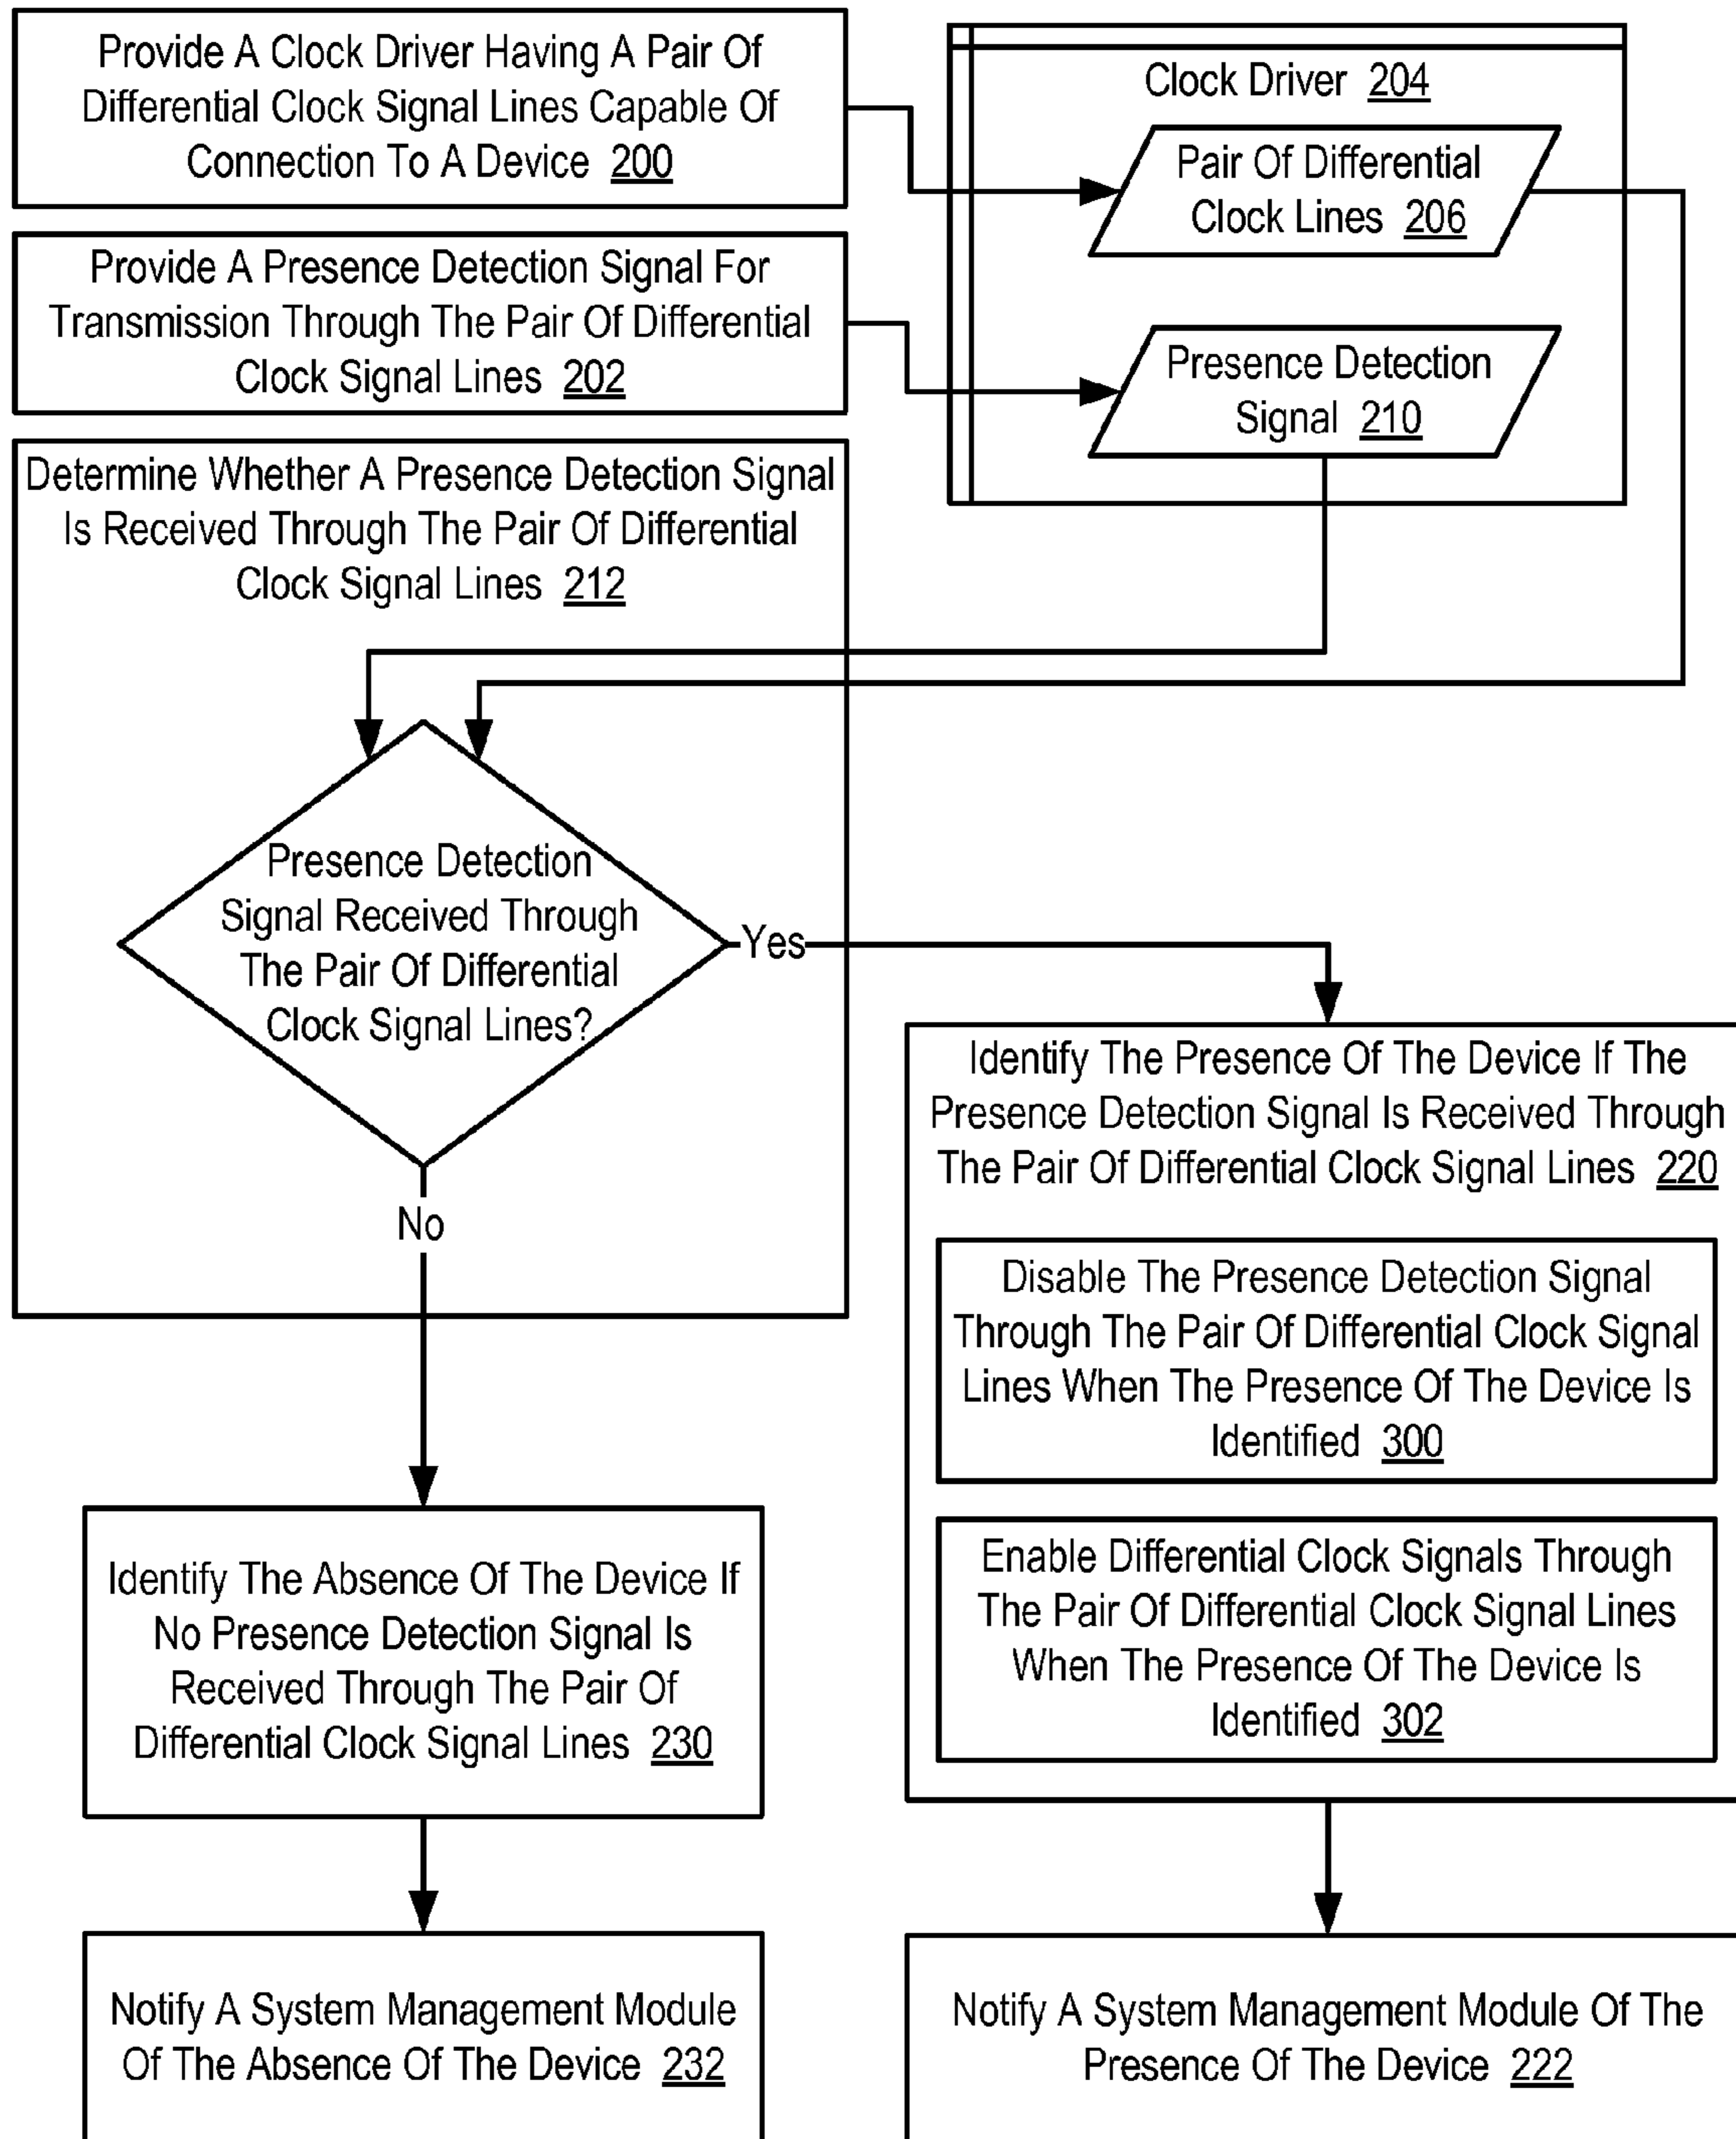 Provide A Clock Driver Having A Pair Of
Differential Clock Signal Lines Capable Of
Connection To A Device 200
Provide A Presence Detection Signal For
Transmission Through The Pair Of Differential
Clock Signal Lines 202
Clock Driver 204
Pair Of Differential
Clock Lines 206
Presence Detection
Signal 210
Determine Whether A Presence Detection Signal
Is Received Through The Pair Of Differential
Clock Signal Lines 212
Presence Detection
Signal Received Through
The Pair Of Differential
Clock Signal Lines?
Yes
No
Identify The Presence Of The Device If The
Presence Detection Signal Is Received Through
The Pair Of Differential Clock Signal Lines 220
Disable The Presence Detection Signal
Through The Pair Of Differential Clock Signal
Lines When The Presence Of The Device Is
Identified 300
Enable Differential Clock Signals Through
The Pair Of Differential Clock Signal Lines
When The Presence Of The Device Is
Identified 302
Identify The Absence Of The Device If
No Presence Detection Signal Is
Received Through The Pair Of
Differential Clock Signal Lines 230
Notify A System Management Module
Of The Absence Of The Device 232
Notify A System Management Module Of The
Presence Of The Device 222